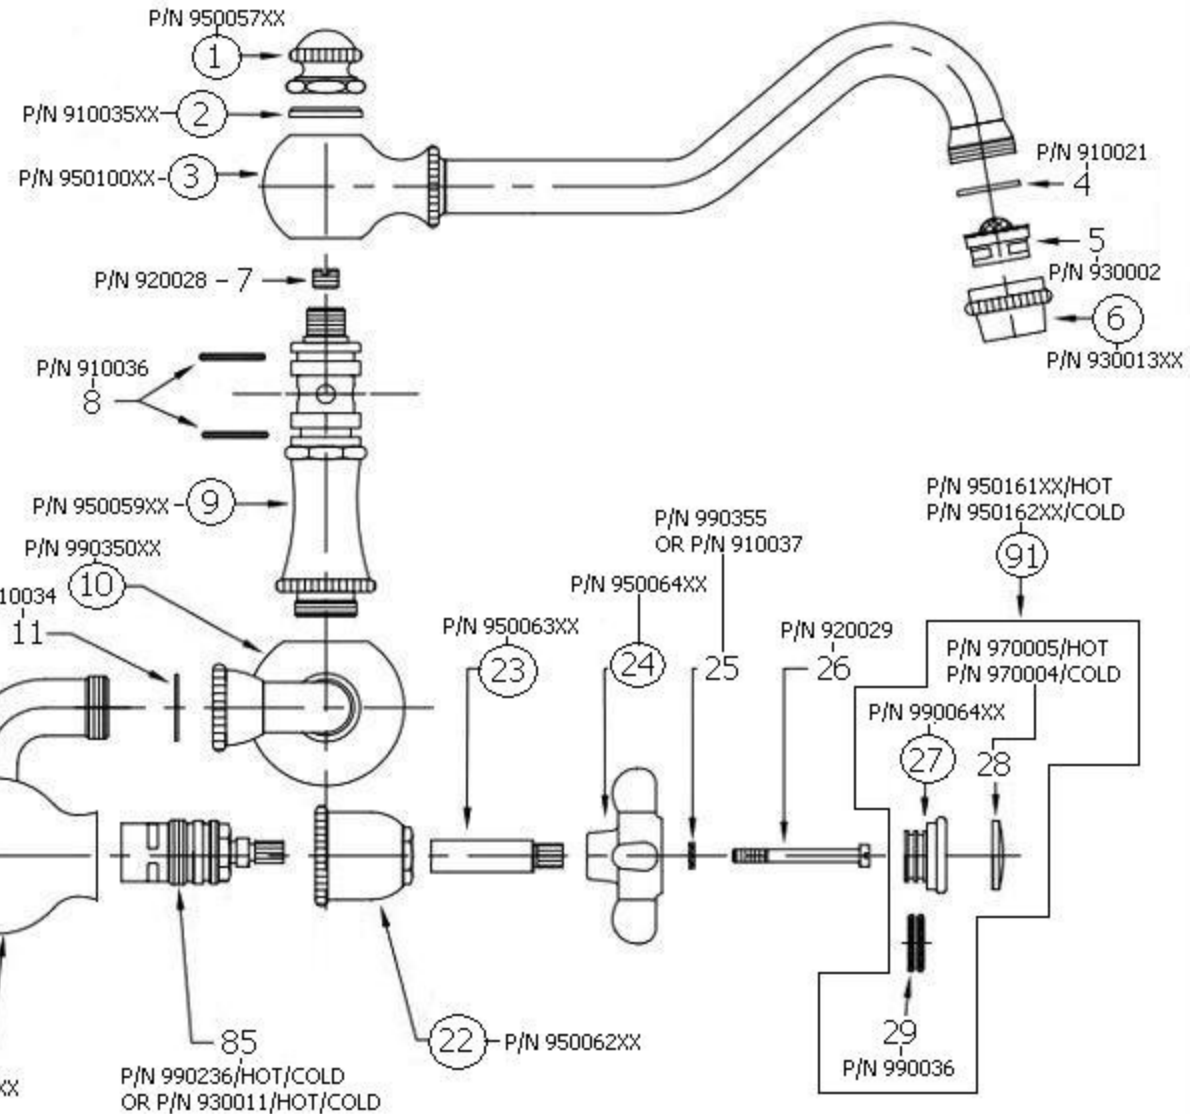 P/N 950057XX
1
P/N 910035XX
2
P/N 950100XX
3
P/N 910021
4
5
P/N 930002
6
P/N 930013XX
P/N 920028 - 7
P/N 910036
8
P/N 950059XX
9
P/N 990350XX
10
10034
11
P/N 950063XX
23
P/N 950064XX
24
P/N 990355
OR P/N 910037
25
P/N 920029
26
P/N 950161XX/HOT
P/N 950162XX/COLD
91
P/N 970005/HOT
P/N 970004/COLD
28
P/N 990064XX
27
29
P/N 990036
22
P/N 950062XX
85
P/N 990236/HOT/COLD
OR P/N 930011/HOT/COLD
XX